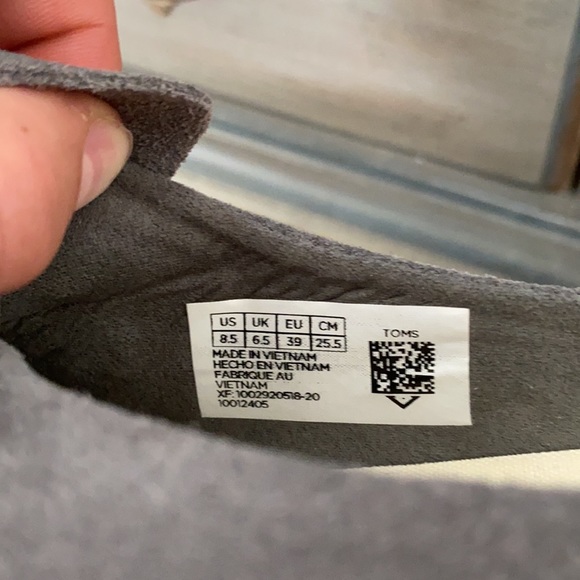 US UK EU CM
8.5 6.5 39 25.5
MADE IN VIETNAM
HECHO EN VIETNAM
FABRIQUE AU
VIETNAM
XF: 1002920518-20
10012405
TOMS